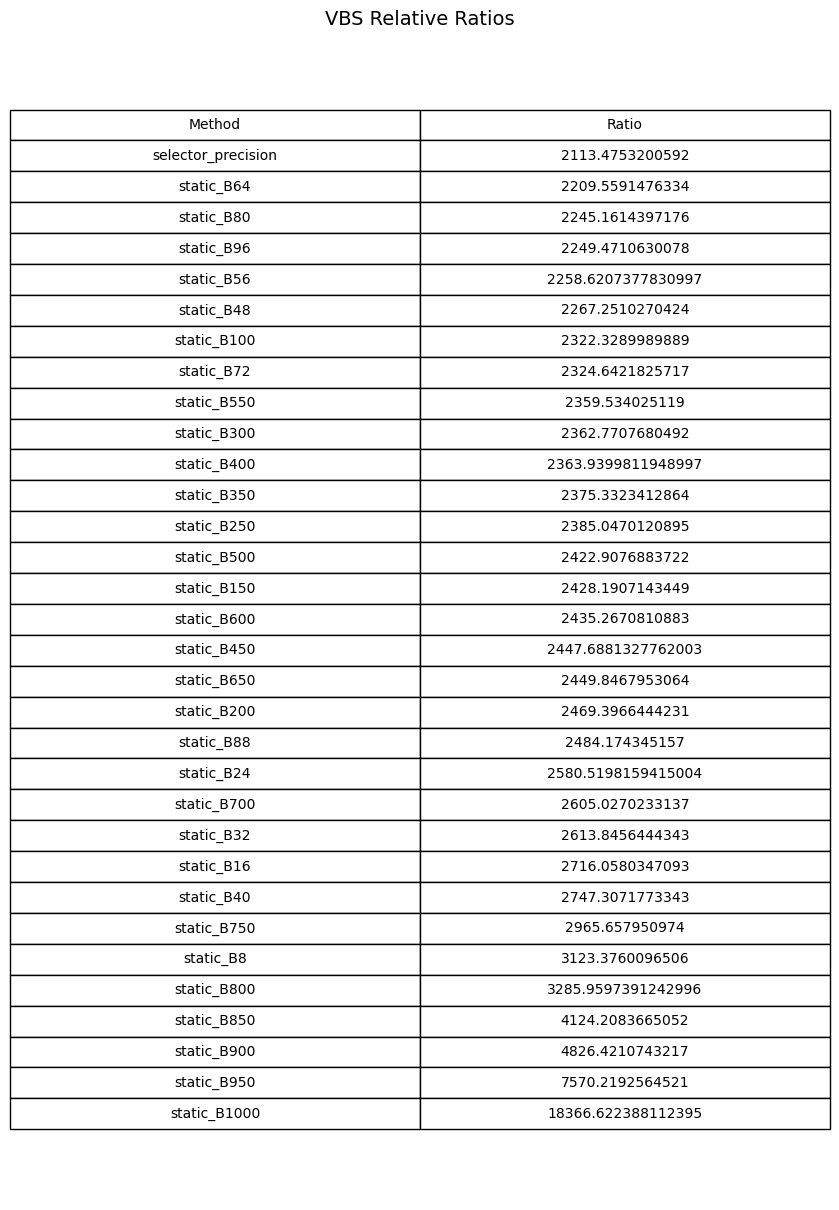 VBS Relative Ratios
Method Ratio
selector_precision 2113.4753200592
static_B64 2209.5591476334
static_B80 2245.1614397176
static_B96 2249.4710630078
static_B56 2258.6207377830997
static_B48 2267.2510270424
static_B100 2322.3289989889
static_B72 2324.6421825717
static_B550 2359.534025119
static_B300 2362.7707680492
static_B400 2363.9399811948997
static_B350 2375.3323412864
static_B250 2385.0470120895
static_B500 2422.9076883722
static_B150 2428.1907143449
static_B600 2435.2670810883
static_B450 2447.6881327762003
static_B650 2449.8467953064
static_B200 2469.3966444231
static_B88 2484.174345157
static_B24 2580.5198159415004
static_B700 2605.0270233137
static_B32 2613.8456444343
static_B16 2716.0580347093
static_B40 2747.3071773343
static_B750 2965.657950974
static_B8 3123.3760096506
static_B800 3285.9597391242996
static_B850 4124.2083665052
static_B900 4826.4210743217
static_B950 7570.2192564521
static_B1000 18366.622388112395